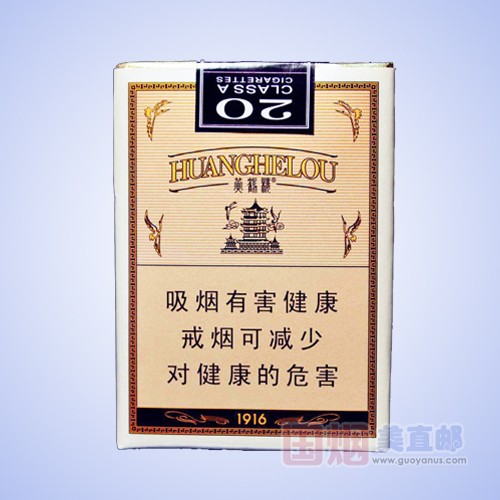 20
CLASS A
CIGARETTES
HUANGHELOU
黄鹤楼®
吸烟有害健康
戒烟可减少
对健康的危害
1916
国烟美直邮
www.guoyanus.com